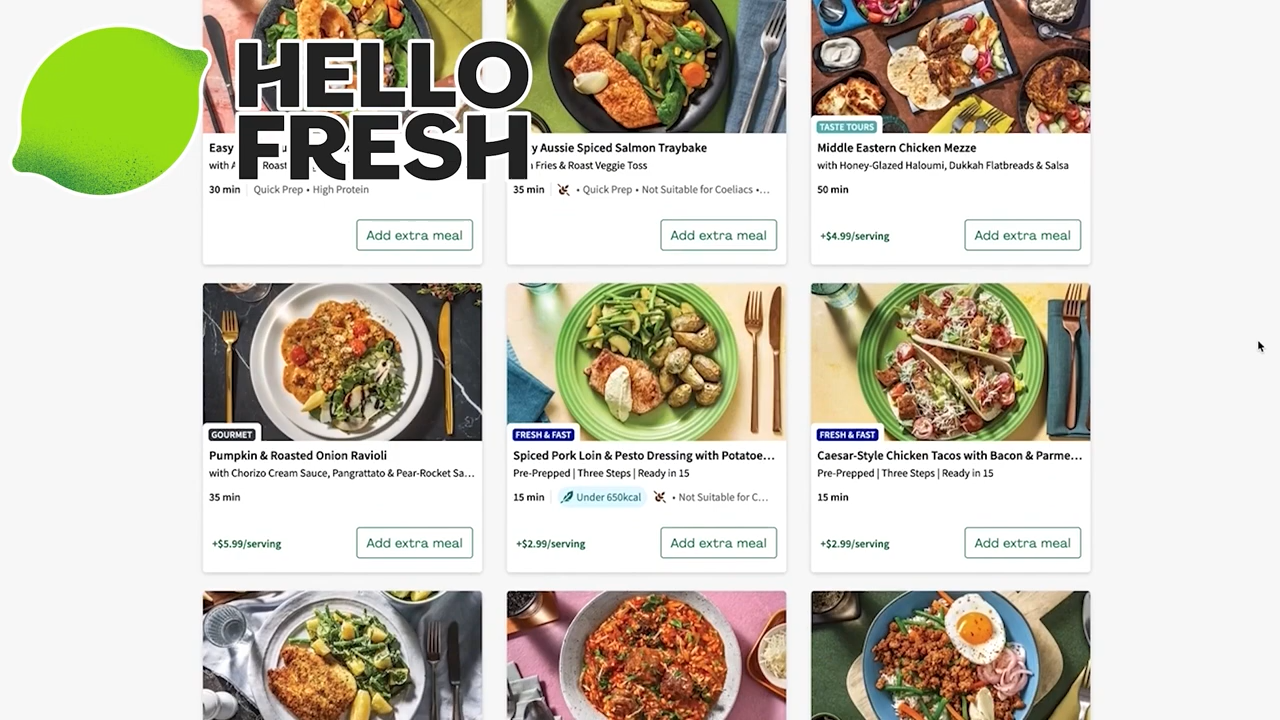 HELLO
FRESH
Easy
with
Roast
30 min Quick Prep • High Protein
Add extra meal
Aussie Spiced Salmon Traybake
Fries & Roast Veggie Toss
35 min • Quick Prep • Not Suitable for Coeliacs •...
Add extra meal
TASTE TOURS
Middle Eastern Chicken Mezze
with Honey-Glazed Haloumi, Dukkah Flatbreads & Salsa
50 min
+$4.99/serving Add extra meal
GOURMET
Pumpkin & Roasted Onion Ravioli
with Chorizo Cream Sauce, Pangrattato & Pear-Rocket Sa...
35 min
+$5.99/serving Add extra meal
FRESH & FAST
Spiced Pork Loin & Pesto Dressing with Potatoe...
Pre-Prepped | Three Steps | Ready in 15
15 min Under 650kcal • Not Suitable for C...
+$2.99/serving Add extra meal
FRESH & FAST
Caesar-Style Chicken Tacos with Bacon & Parme...
Pre-Prepped | Three Steps | Ready in 15
15 min
+$2.99/serving Add extra meal